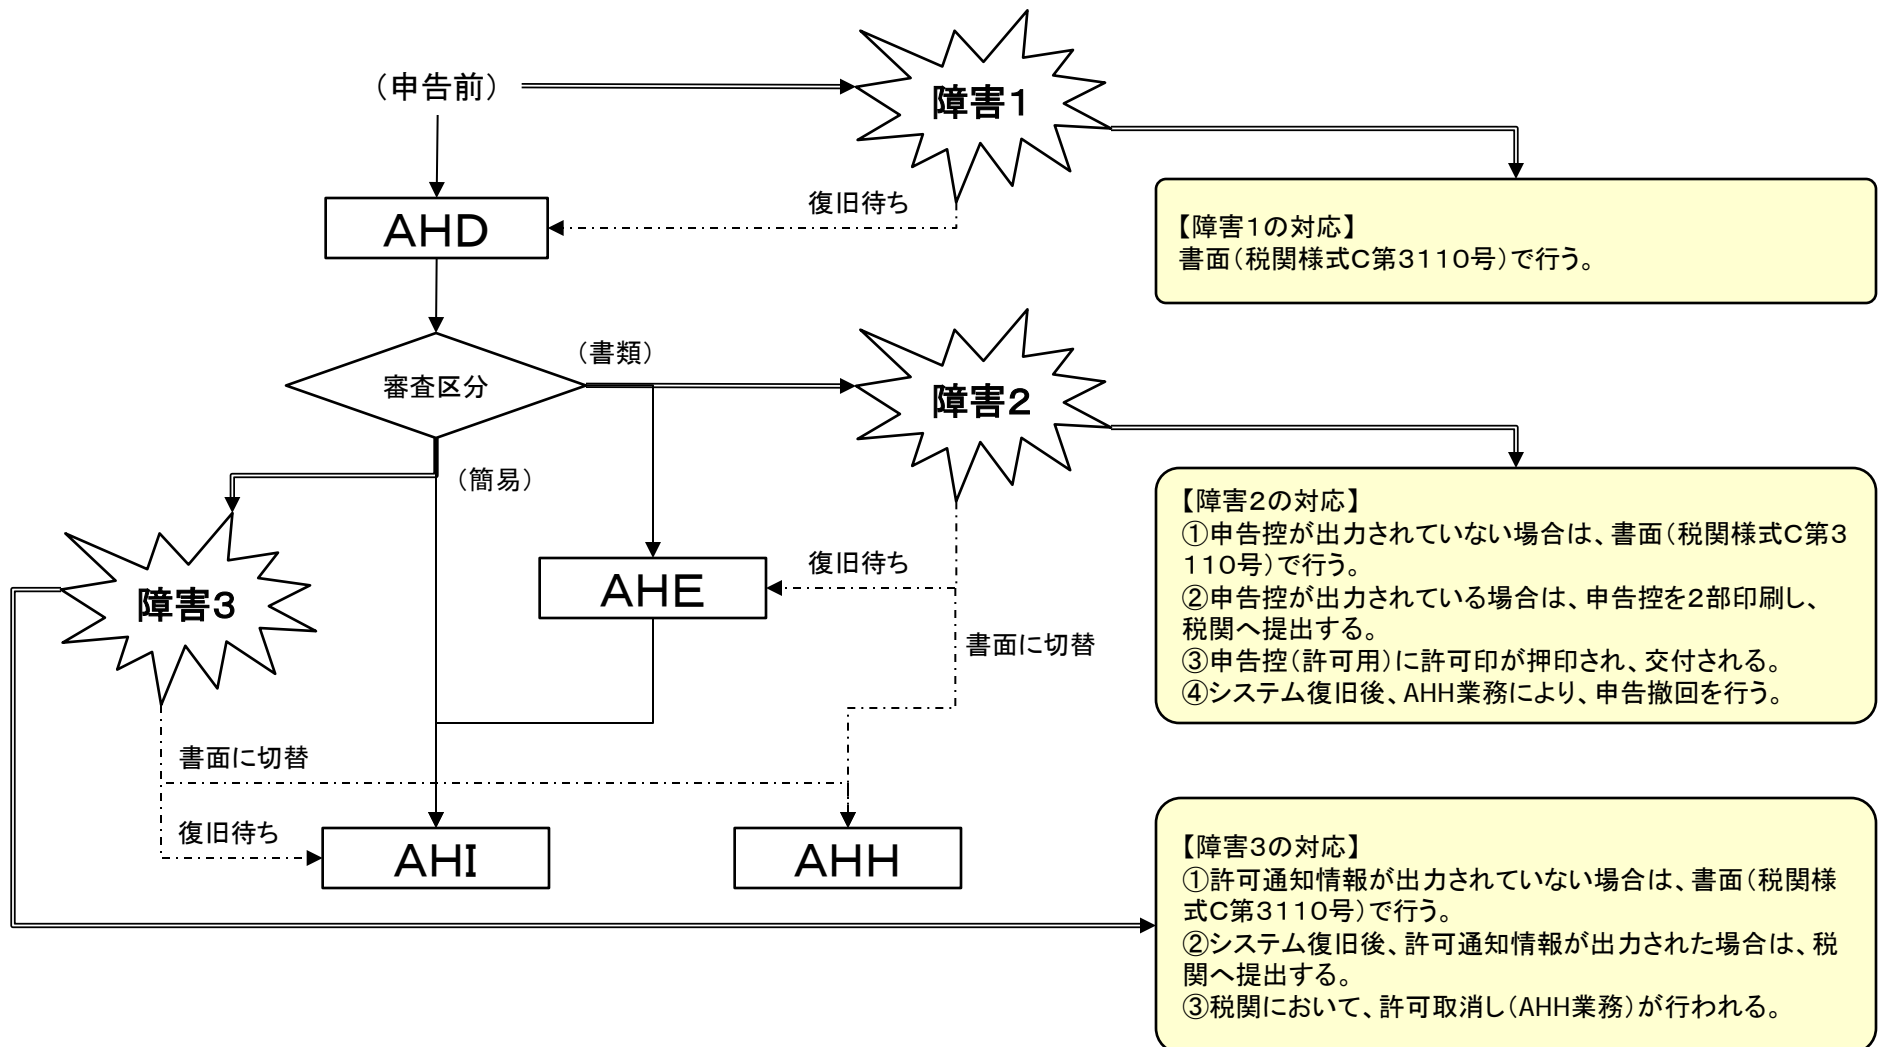 （申告前）
障害１
復旧待ち
AHD
【障害１の対応】
書面（税関様式C第３１１０号）で行う。
（書類）
審査区分
障害２
（簡易）
【障害２の対応】
①申告控が出力されていない場合は、書面（税関様式C第３
１１０号）で行う。
②申告控が出力されている場合は、申告控を２部印刷し、
税関へ提出する。
③申告控（許可用）に許可印が押印され、交付される。
④システム復旧後、AHH業務により、申告撤回を行う。
障害３
復旧待ち
AHE
書面に切替
書面に切替
復旧待ち
AHI
AHH
【障害３の対応】
①許可通知情報が出力されていない場合は、書面（税関様
式C第３１１０号）で行う。
②システム復旧後、許可通知情報が出力された場合は、税
関へ提出する。
③税関において、許可取消し（AHH業務）が行われる。